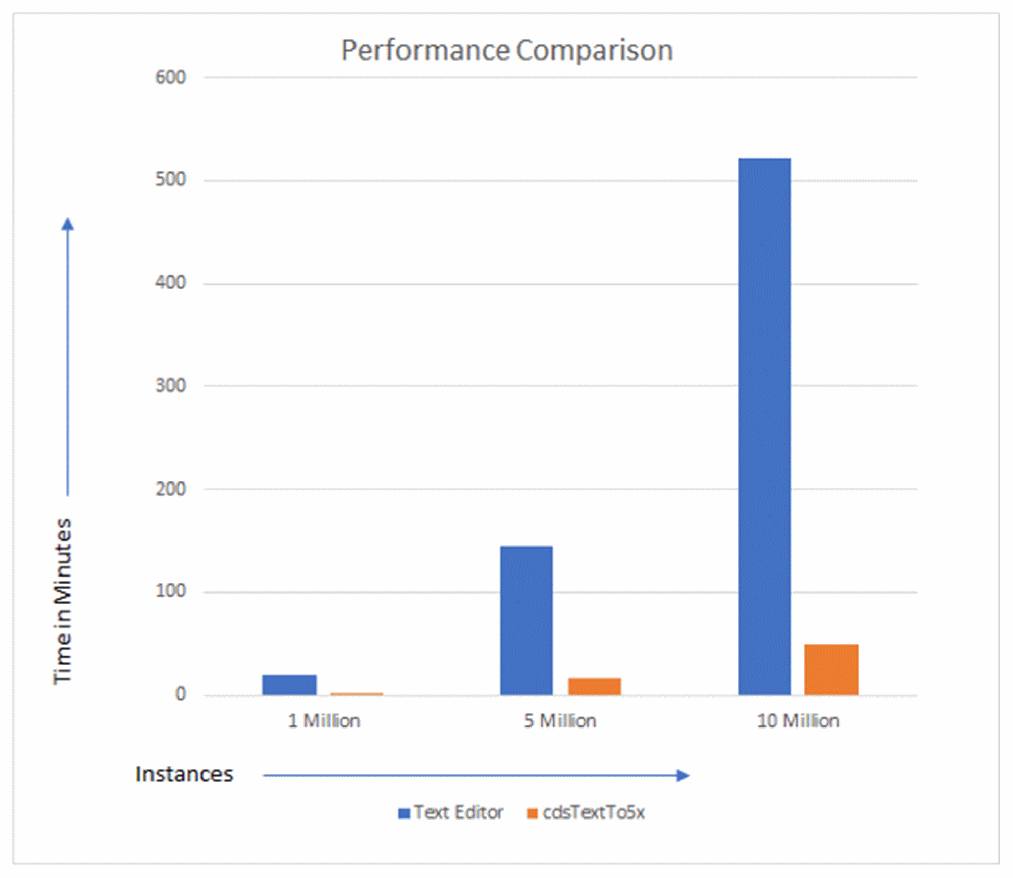 Performance Comparison
600
500
400
300
200
100
0
Time in Minutes
1 Million 5 Million 10 Million
Instances
Text Editor cdsTextTo5x